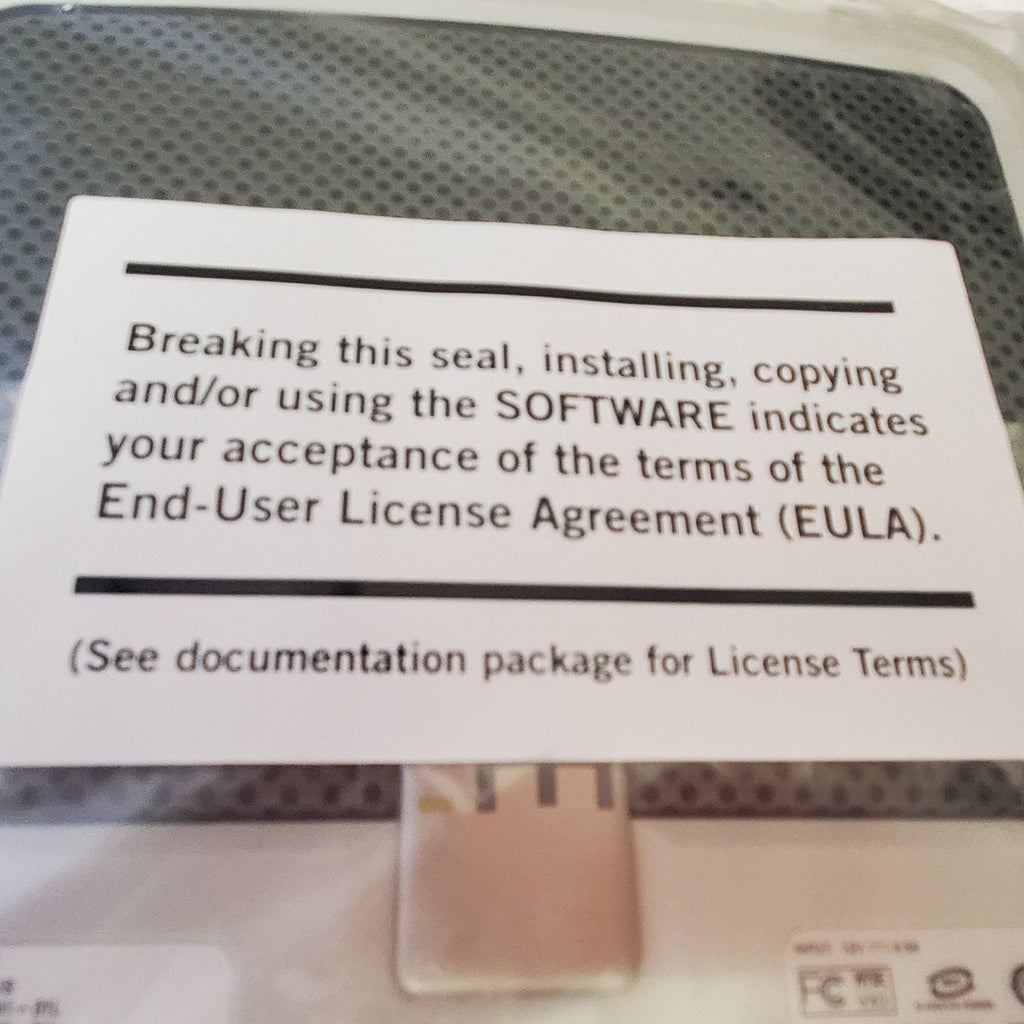 Breaking this seal, installing, copying
and/or using the SOFTWARE indicates
your acceptance of the terms of the
End-User License Agreement (EULA).
(See documentation package for License Terms)
FC